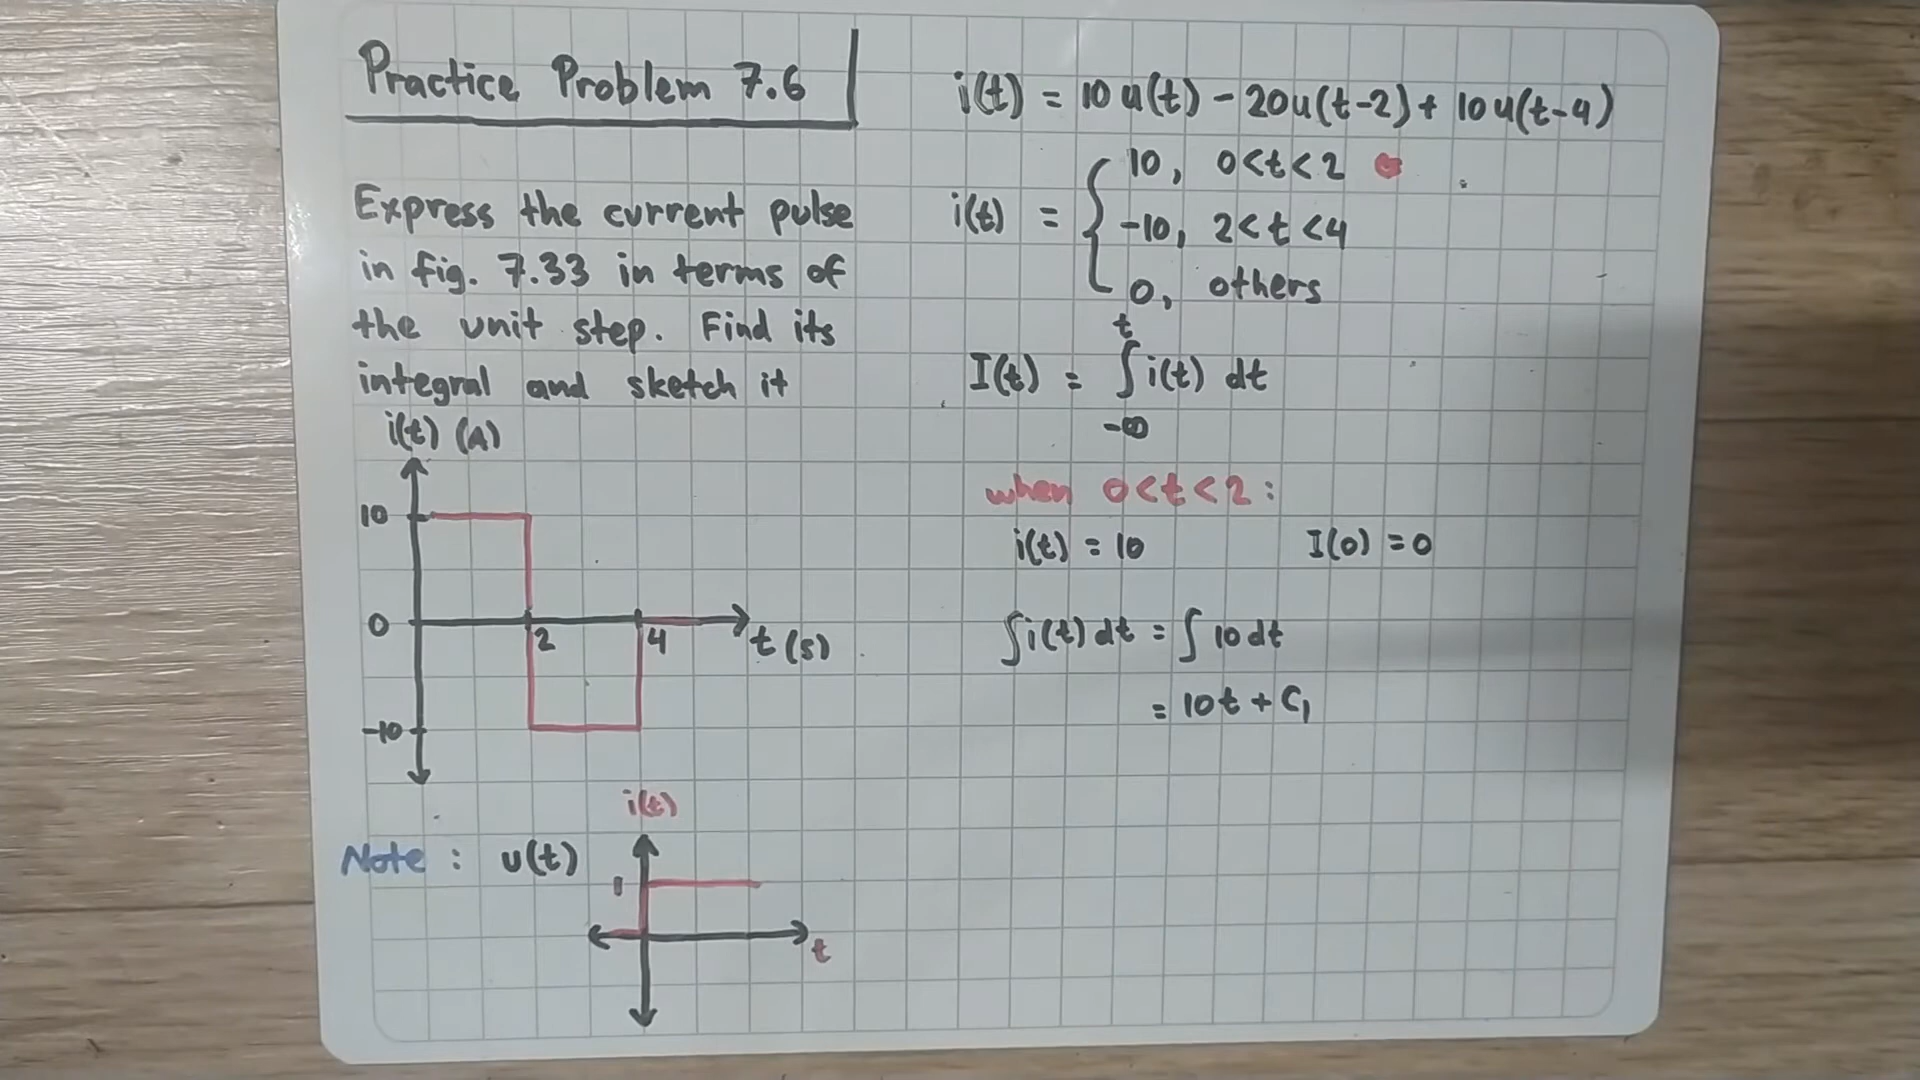 Practice Problem 7.6
Express the current pulse
in fig. 7.33 in terms of
the unit step. Find its
integral and sketch it
i(t) (A)
10
0
-10
2
4
t (s)
Note : u(t)
i(t)
1
t
i(t) = 10 u(t) - 20u(t-2) + 10 u(t-4)
i(t) = { 10, 0<t<2
-10, 2<t<4
0, others
I(t) = ∫_{-∞}^{t} i(t) dt
when 0<t<2:
i(t) = 10 I(0) = 0
∫i(t) dt = ∫ 10 dt
= 10t + C₁